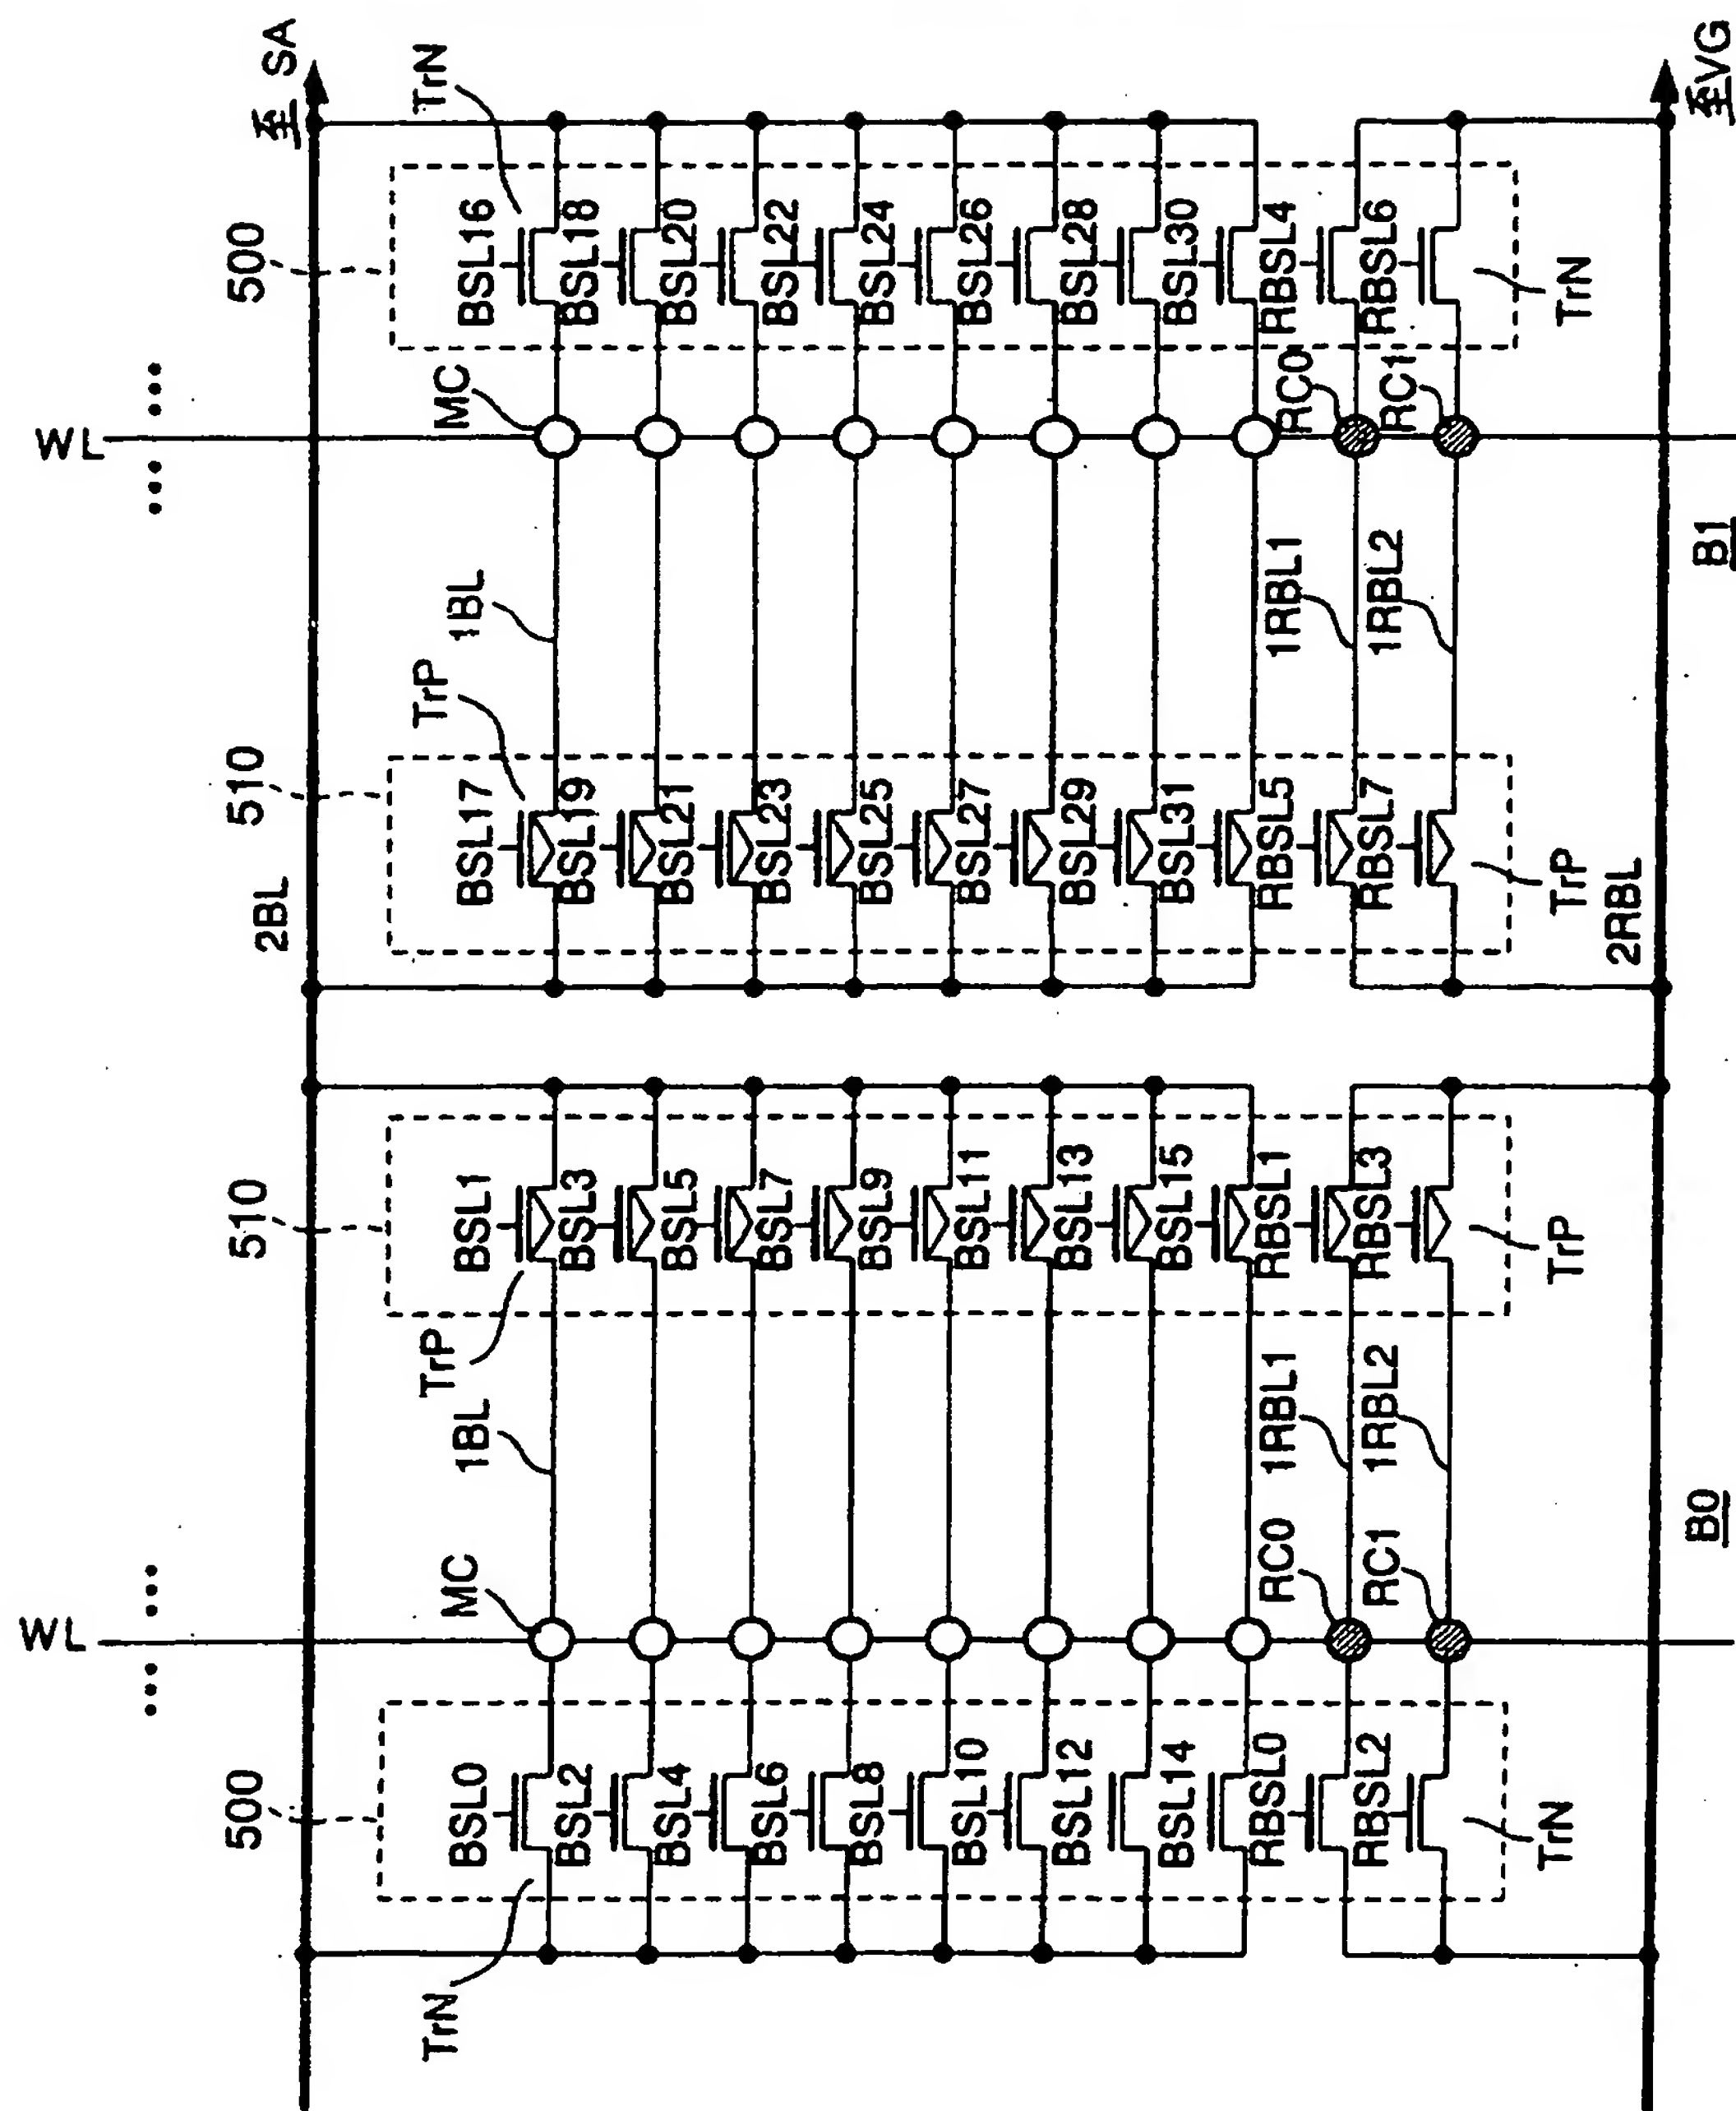 至 SA
至 VG
500
TrN
BSL16
BSL18
BSL20
BSL22
BSL24
BSL26
BSL28
BSL30
RBSL4
RBSL6
TrN
WL
MC
RC0
RC1
B1
1BL
1RBL1
1RBL2
510
TrP
BSL17
BSL19
BSL21
BSL23
BSL25
BSL27
BSL29
BSL31
RBSL5
RBSL7
TrP
2BL
2RBL
510
BSL1
BSL3
BSL5
BSL7
BSL9
BSL11
BSL13
BSL15
RBSL1
RBSL3
TrP
TrP
1BL
1RBL1
1RBL2
B0
WL
MC
RC0
RC1
500
BSL0
BSL2
BSL4
BSL6
BSL8
BSL10
BSL12
BSL14
RBSL0
RBSL2
TrN
TrN